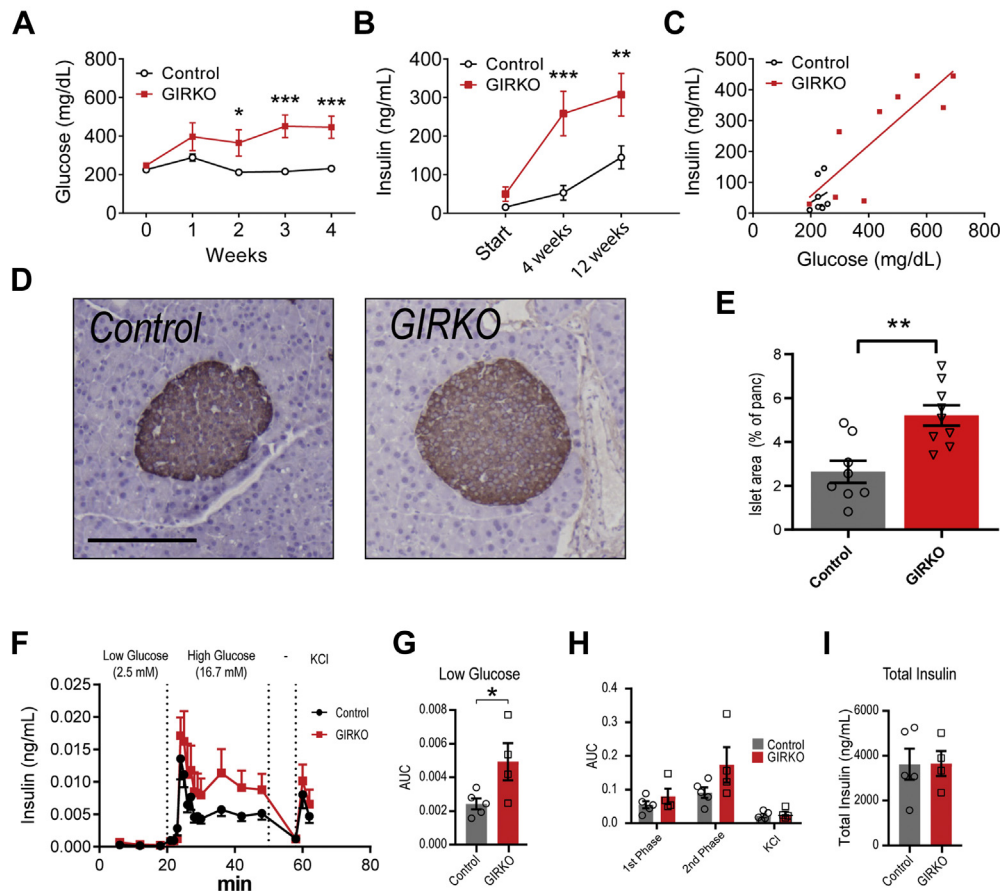 A
Glucose (mg/dL)
800
600
400
200
0
Control
GIRKO
*
***
***
0
1
2
3
4
Weeks
B
Insulin (ng/mL)
400
300
200
100
0
Control
GIRKO
***
**
Start
4 weeks
12 weeks
C
Insulin (ng/mL)
500
400
300
200
100
0
Control
GIRKO
0
200
400
600
800
Glucose (mg/dL)
D
Control
GIRKO
E
Islet area (% of panc)
8
6
4
2
0
**
Control
GIRKO
F
Low Glucose
(2.5 mM)
High Glucose
(16.7 mM)
-
KCl
Insulin (ng/mL)
0.025
0.020
0.015
0.010
0.005
0.000
Control
GIRKO
0
20
40
60
80
min
G
Low Glucose
AUC
0.008
0.006
0.004
0.002
0.000
*
Control
GIRKO
H
AUC
0.4
0.3
0.2
0.1
0.0
Control
GIRKO
1st Phase
2nd Phase
KCl
I
Total Insulin
Total Insulin (ng/mL)
9000
6000
3000
0
Control
GIRKO